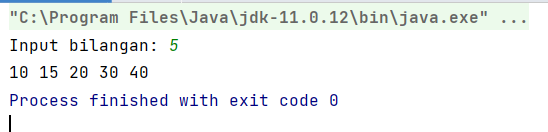 "C:\Program Files\Java\jdk-11.0.12\bin\java.exe" ...
Input bilangan: 5
10 15 20 30 40
Process finished with exit code 0